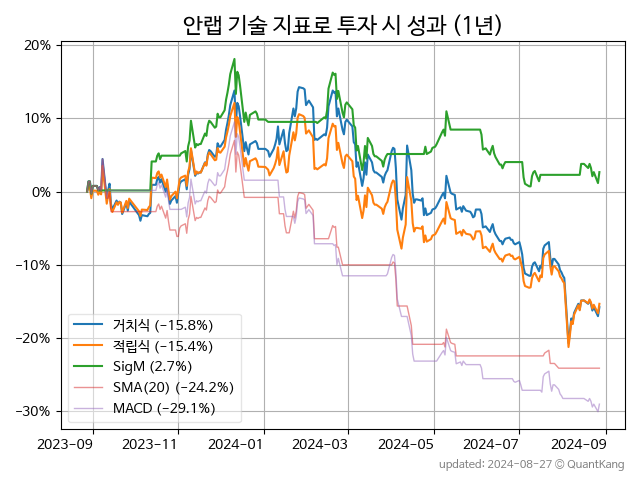 안랩 기술 지표로 투자 시 성과 (1년)
20%
10%
0%
−10%
−20%
−30%
거치식 (−15.8%)
적립식 (−15.4%)
SigM (2.7%)
SMA(20) (−24.2%)
MACD (−29.1%)
2023-09
2023-11
2024-01
2024-03
2024-05
2024-07
2024-09
updated: 2024-08-27 © QuantKang